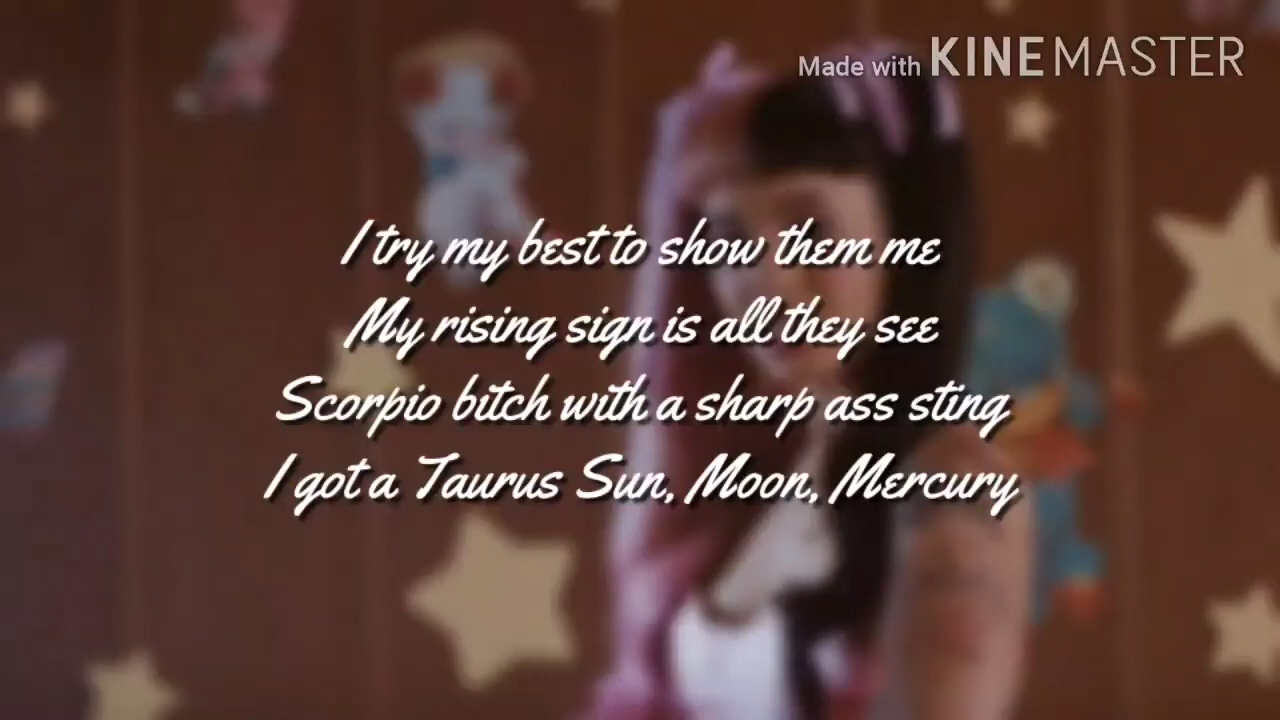 Made with KINEMASTER
I try my best to show them me
My rising sign is all they see
Scorpio bitch with a sharp ass sting
I got a Taurus Sun, Moon, Mercury